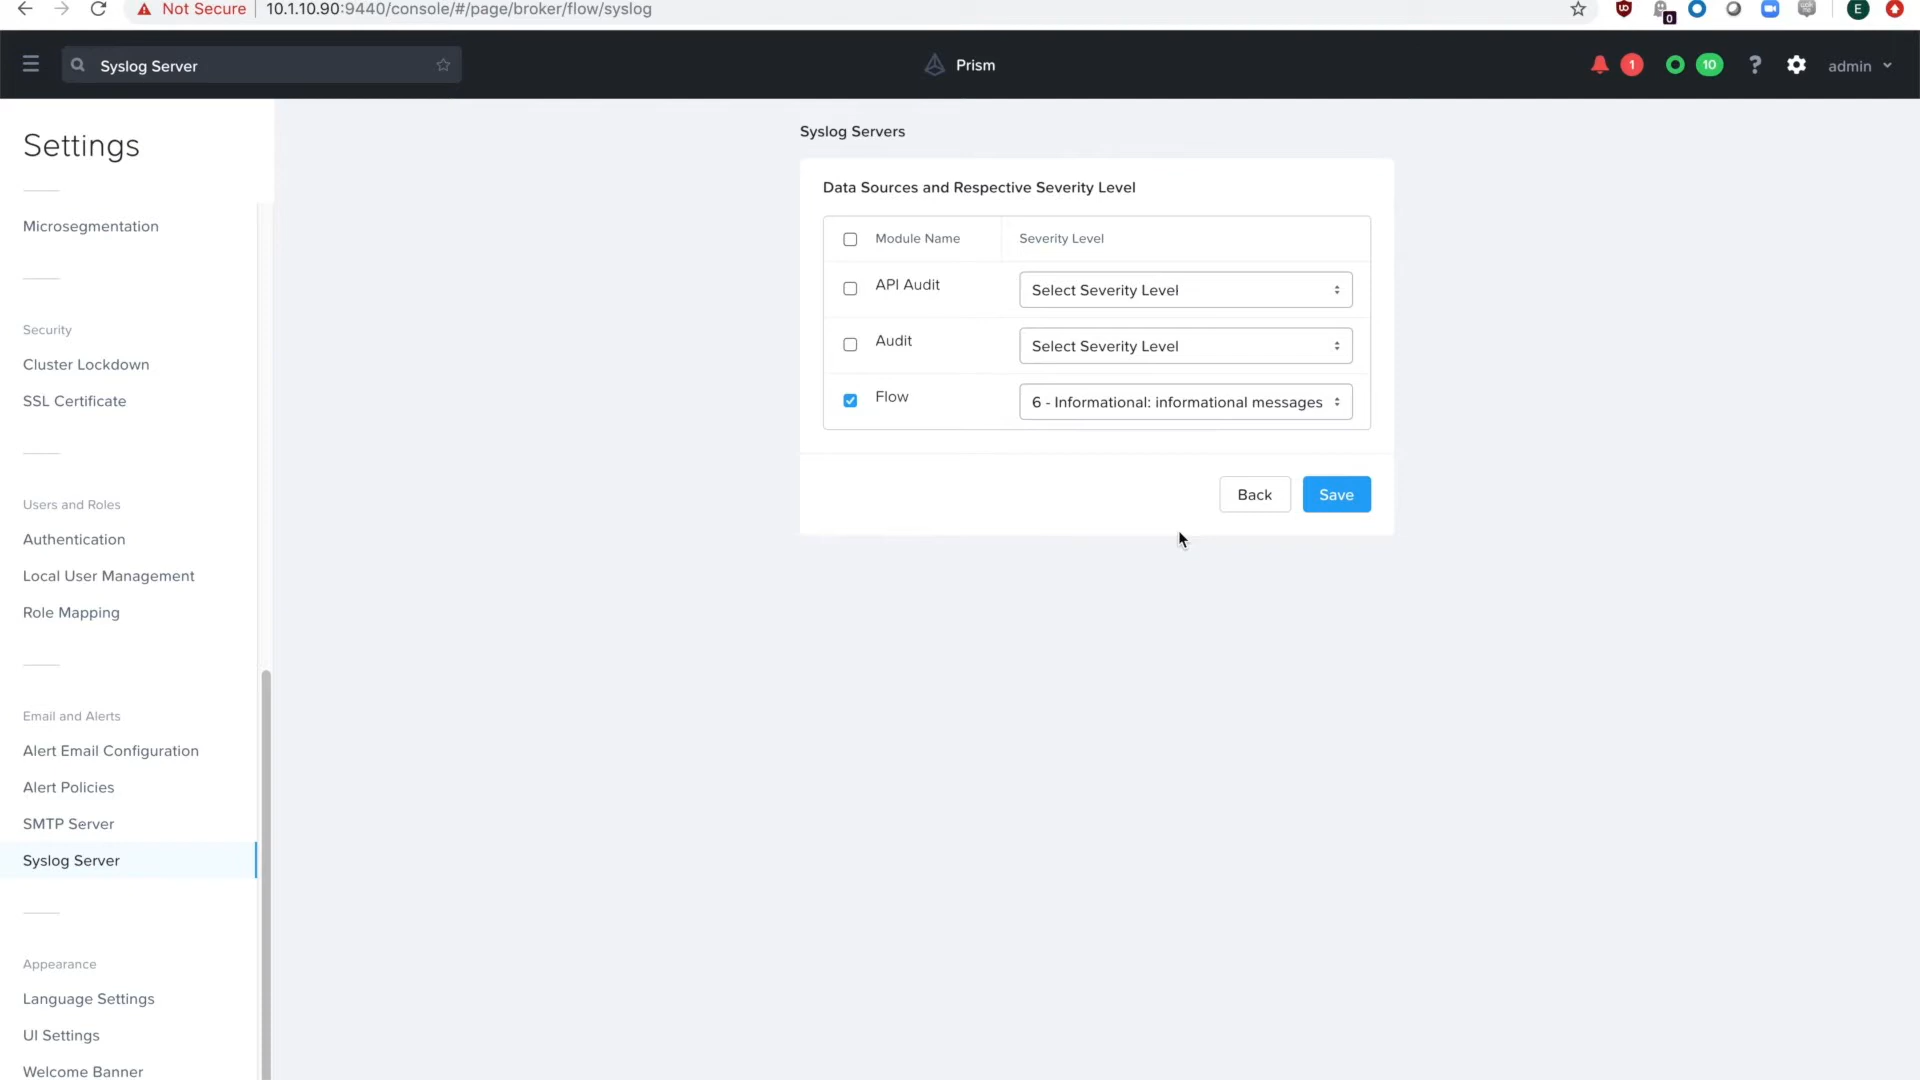 Not Secure
10.1.10.90:9440/console/#/page/broker/flow/syslog
0
E
Syslog Server
Prism
1
10
?
admin
Settings
Microsegmentation
Security
Cluster Lockdown
SSL Certificate
Users and Roles
Authentication
Local User Management
Role Mapping
Email and Alerts
Alert Email Configuration
Alert Policies
SMTP Server
Syslog Server
Appearance
Language Settings
UI Settings
Welcome Banner
Syslog Servers
Data Sources and Respective Severity Level
Module Name
Severity Level
API Audit
Select Severity Level
Audit
Select Severity Level
Flow
6 - Informational: informational messages
Back
Save